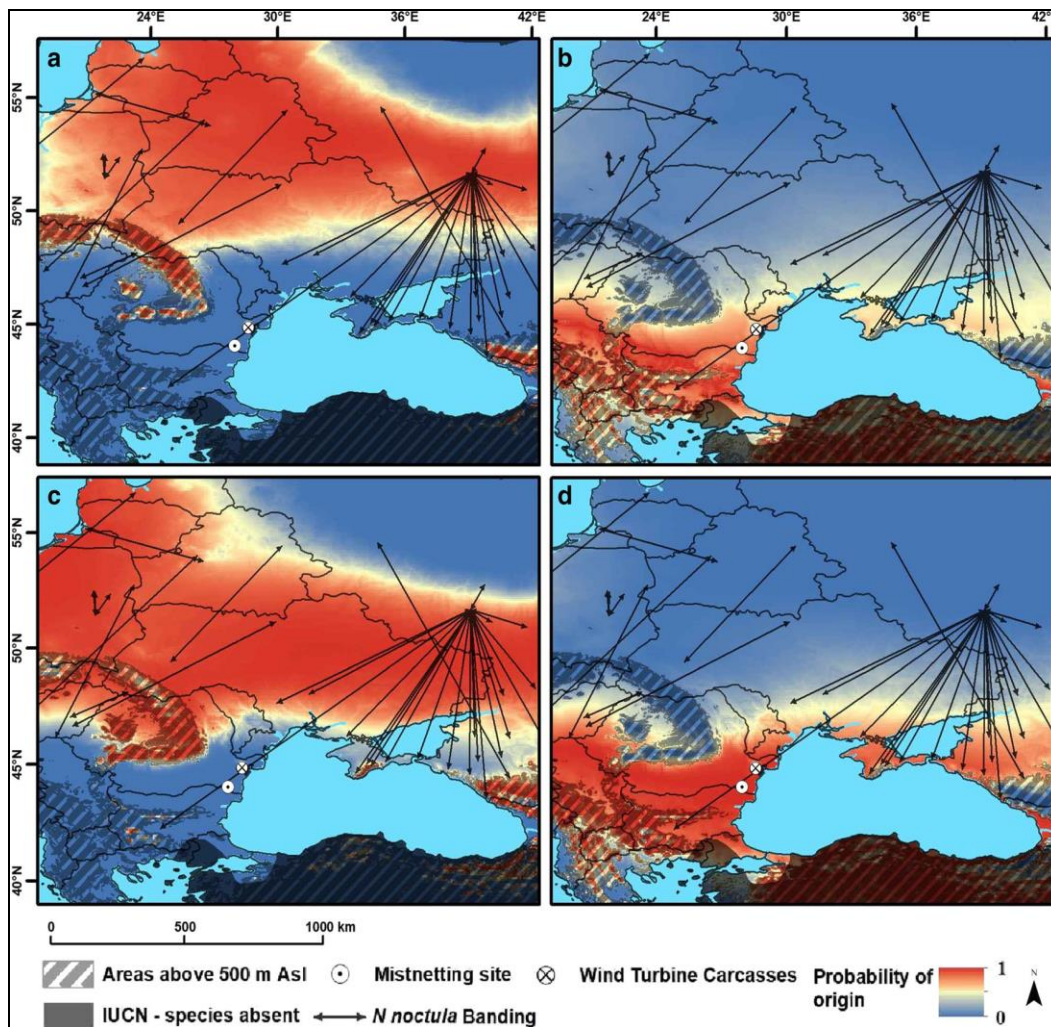 24°E 30°E 36°E 42°E 24°E 30°E 36°E 42°E
a b
55°N
50°N
45°N
40°N
c d
55°N
50°N
45°N
40°N
0 500 1000 km
Areas above 500 m Asl Mistnetting site Wind Turbine Carcasses Probability of origin 1 0 N
IUCN - species absent N noctula Banding